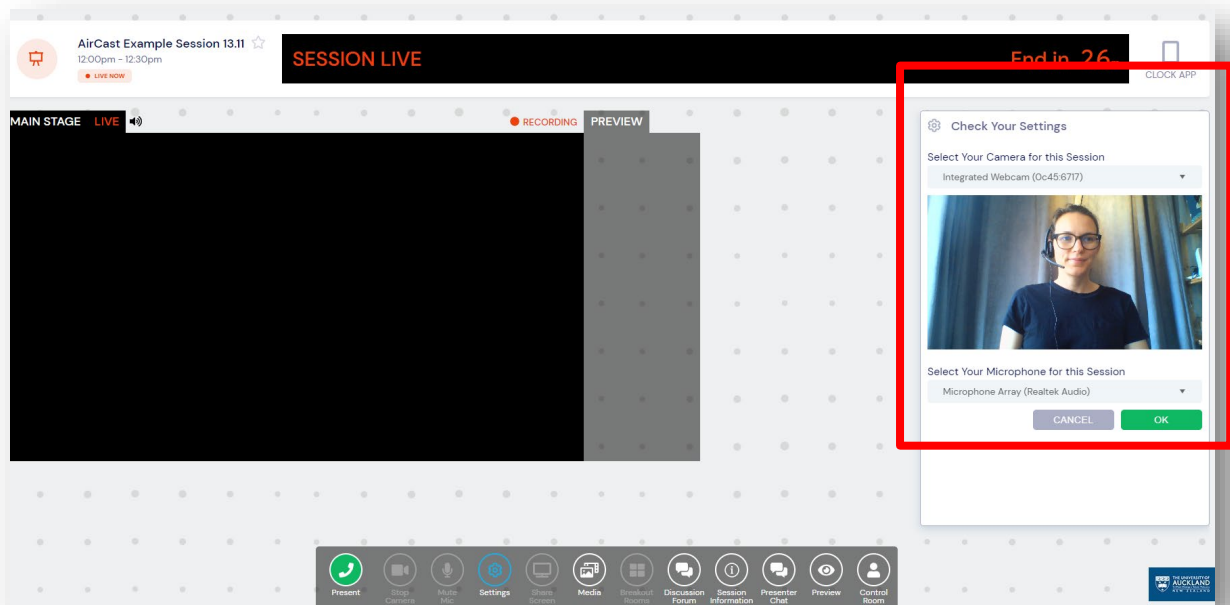 AirCast Example Session 13.11
12:00pm - 12:30pm
LIVE NOW
SESSION LIVE
End in 26
CLOCK APP
MAIN STAGE LIVE
RECORDING
PREVIEW
Check Your Settings
Select Your Camera for this Session
Integrated Webcam (0c45:6717)
Select Your Microphone for this Session
Microphone Array (Realtek Audio)
CANCEL
OK
Present
Stop
Camera
Mute
Mic
Settings
Share
Screen
Media
Breakout
Rooms
Discussion
Forum
Session
Information
Presenter
Chat
Preview
Control
Room
THE UNIVERSITY OF
AUCKLAND
NEW ZEALAND